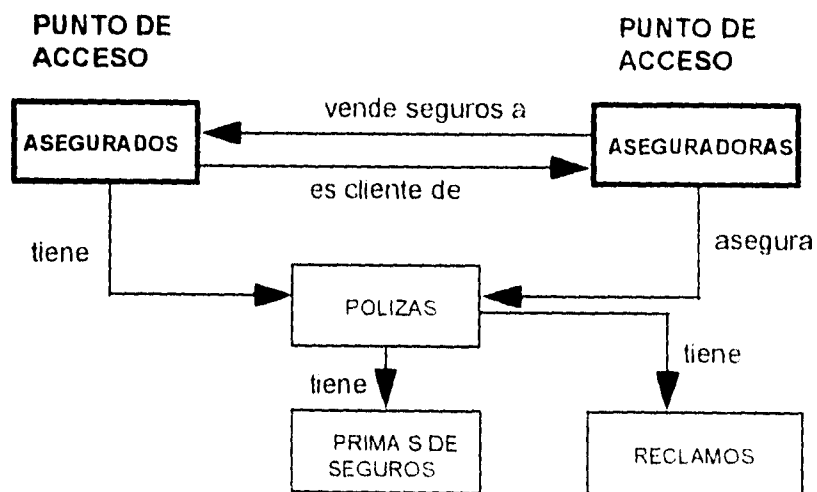 PUNTO DE
ACCESO
PUNTO DE
ACCESO
vende seguros a
ASEGURADOS
ASEGURADORAS
es cliente de
tiene
asegura
POLIZAS
tiene
tiene
PRIMA S DE
SEGUROS
RECLAMOS